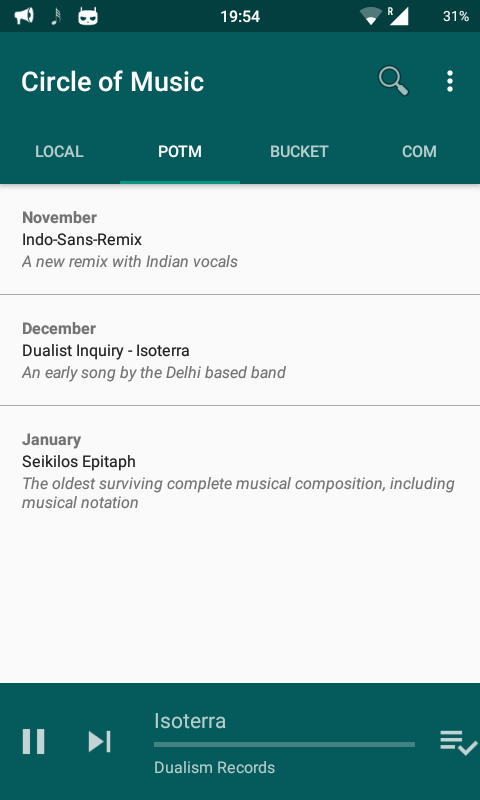 19:54
R
31%
Circle of Music
LOCAL
POTM
BUCKET
COM
November
Indo-Sans-Remix
A new remix with Indian vocals
December
Dualist Inquiry - Isoterra
An early song by the Delhi based band
January
Seikilos Epitaph
The oldest surviving complete musical composition, including
musical notation
Isoterra
Dualism Records